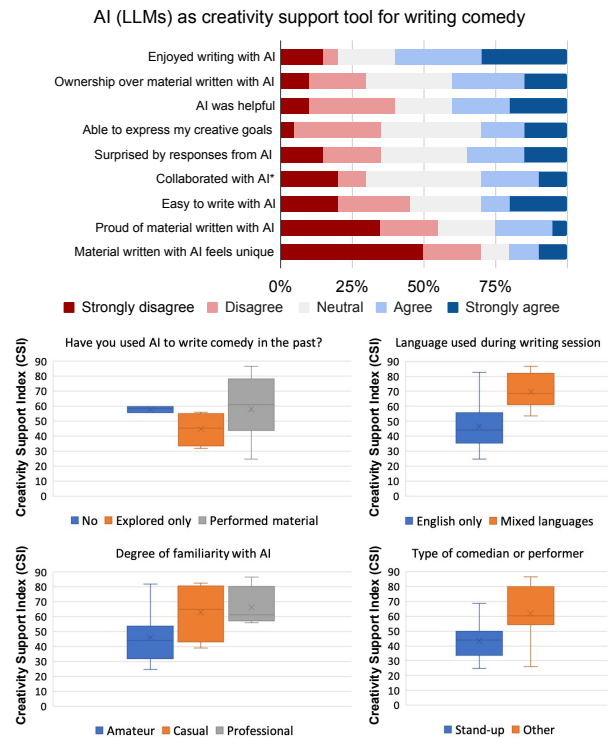 AI (LLMs) as creativity support tool for writing comedy
Enjoyed writing with AI
Ownership over material written with AI
AI was helpful
Able to express my creative goals
Surprised by responses from AI
Collaborated with AI*
Easy to write with AI
Proud of material written with AI
Material written with AI feels unique
0% 25% 50% 75%
Strongly disagree Disagree Neutral Agree Strongly agree
Have you used AI to write comedy in the past?
Creativity Support Index (CSI)
90
80
70
60
50
40
30
20
10
0
No Explored only Performed material
Language used during writing session
Creativity Support Index (CSI)
90
80
70
60
50
40
30
20
10
0
English only Mixed languages
Degree of familiarity with AI
Creativity Support Index (CSI)
90
80
70
60
50
40
30
20
10
0
Amateur Casual Professional
Type of comedian or performer
Creativity Support Index (CSI)
90
80
70
60
50
40
30
20
10
0
Stand-up Other